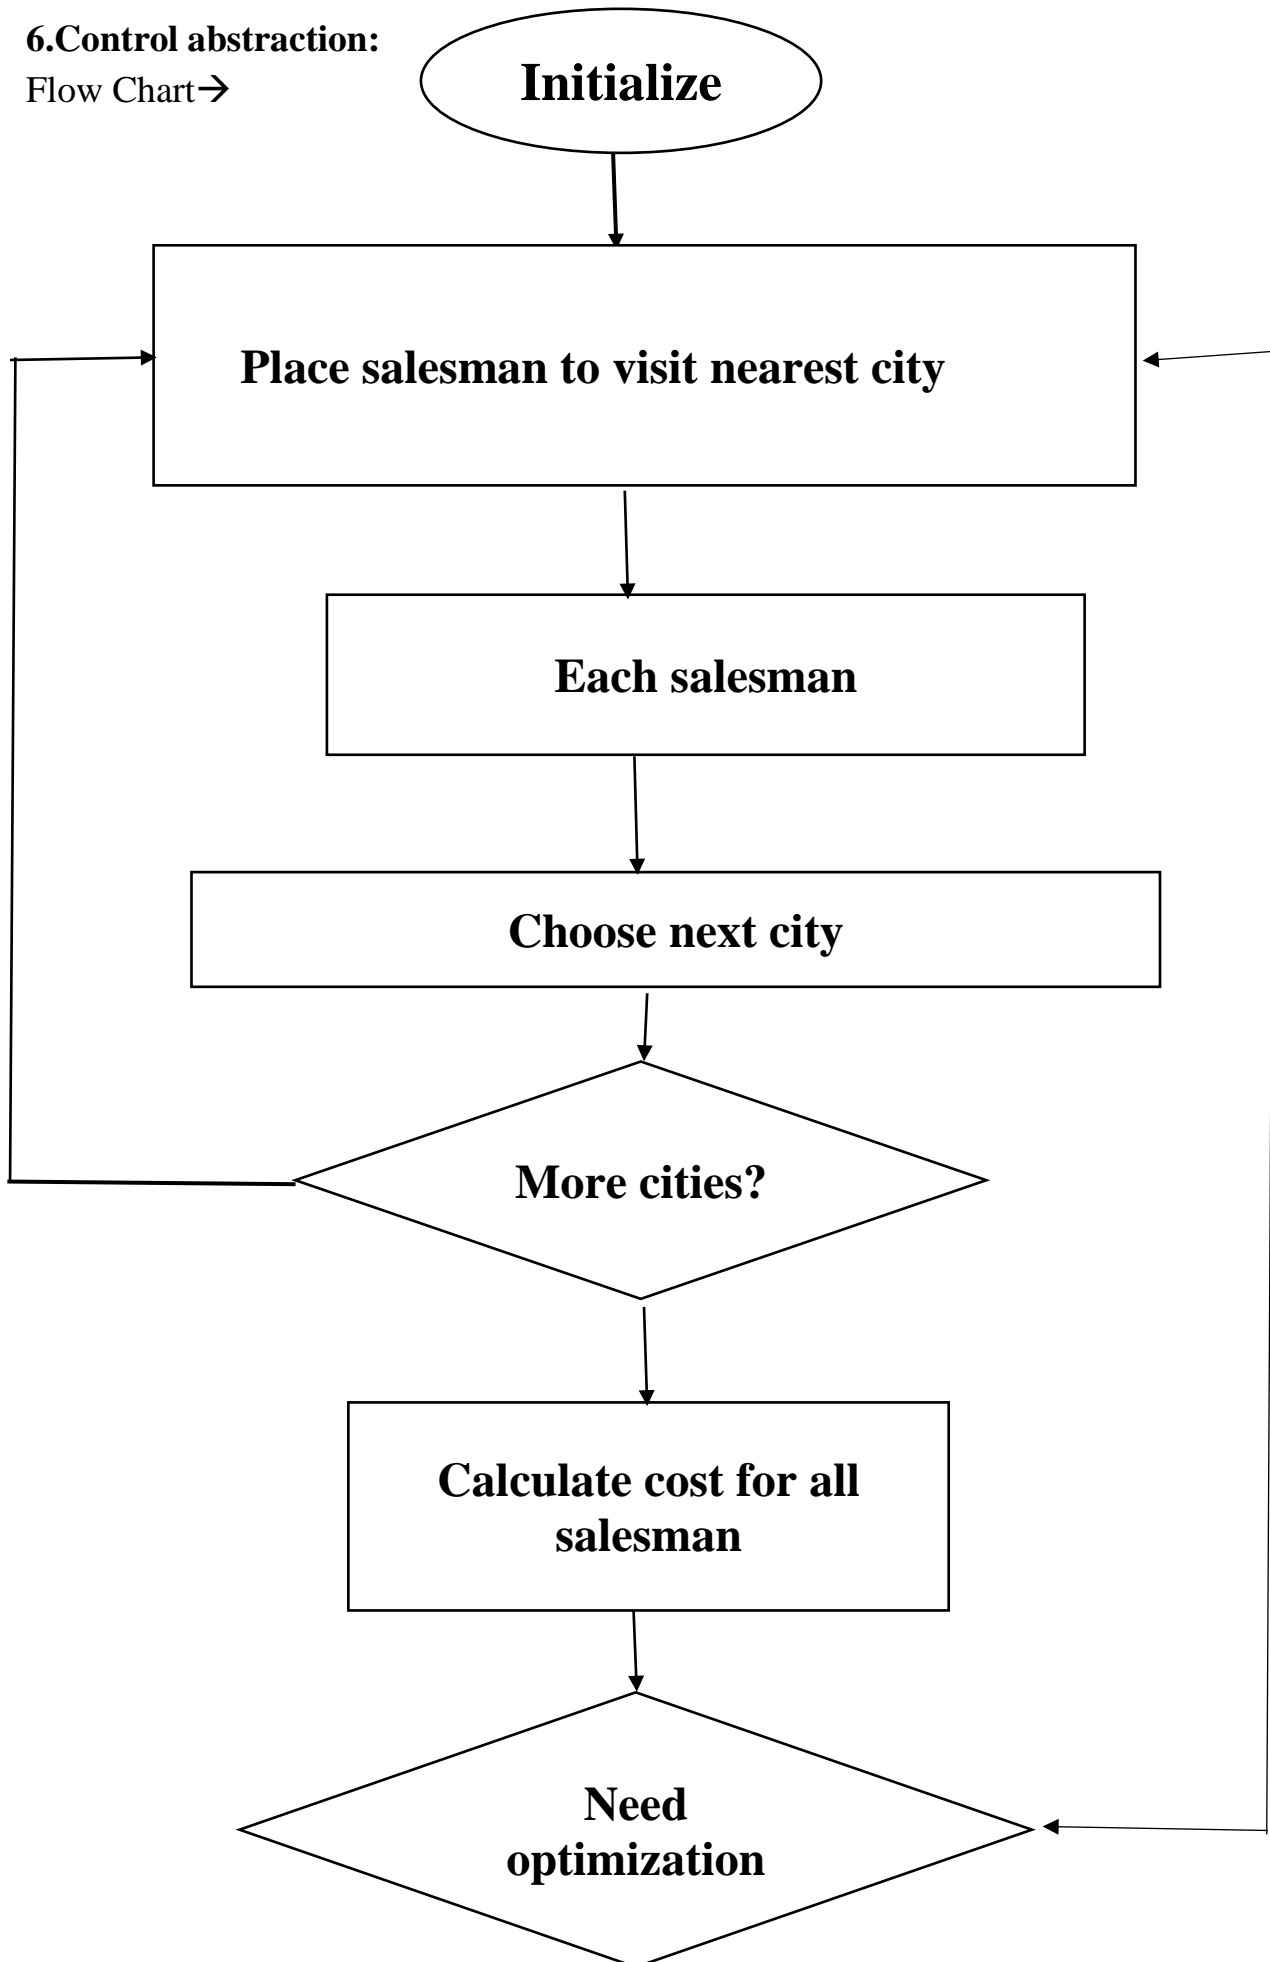 6.Control abstraction:
Flow Chart→
Initialize
Place salesman to visit nearest city
Each salesman
Choose next city
More cities?
Calculate cost for all
salesman
Need
optimization